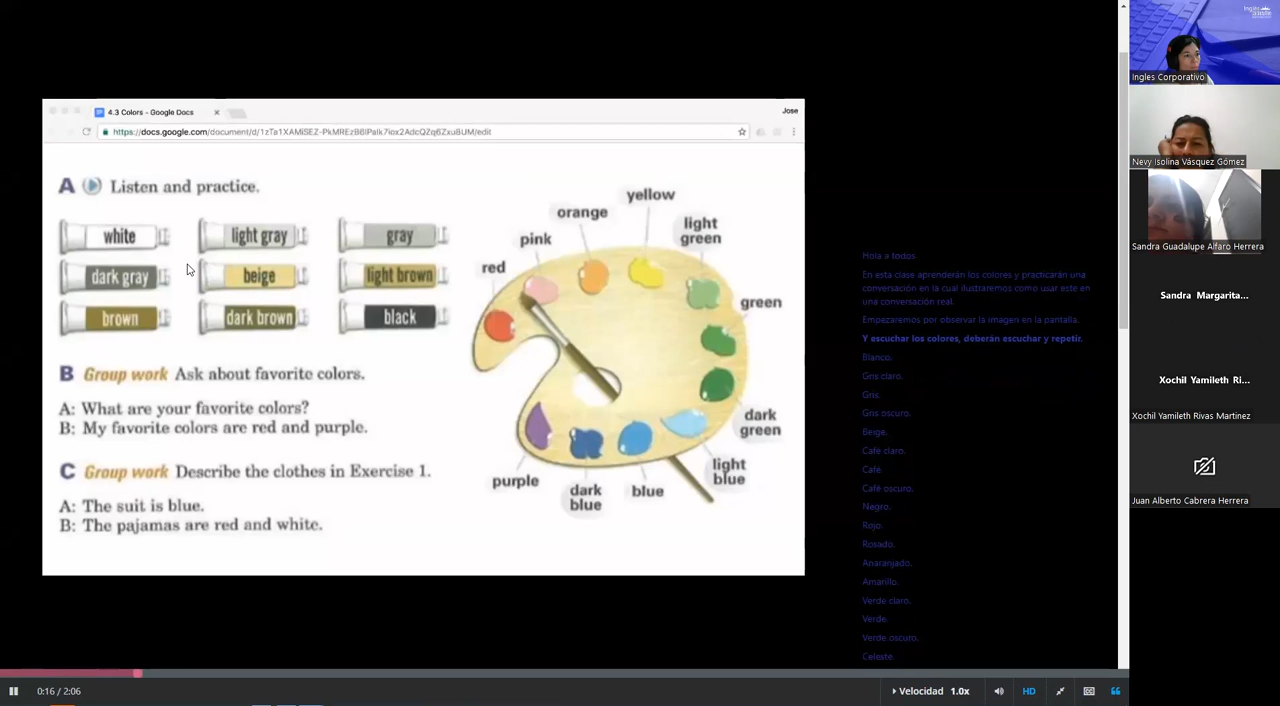 4.3 Colors - Google Docs
Jose
A Listen and practice.
white light gray gray
dark gray beige light brown
brown dark brown black
B Group work Ask about favorite colors.
A: What are your favorite colors?
B: My favorite colors are red and purple.
C Group work Describe the clothes in Exercise 1.
A: The suit is blue.
B: The pajamas are red and white.
red
pink
orange
yellow
light
green
green
dark
green
light
blue
blue
dark
blue
purple
Hola a todos
En esta clase aprenderán los colores y practicarán una
conversación en la cual ilustraremos como usar este en
una conversación real.
Empezaremos por observar la imagen en la pantalla.
Y escuchar los colores, deberán escuchar y repetir.
Blanco.
Gris claro.
Gris.
Gris oscuro.
Beige.
Café claro.
Café.
Café oscuro.
Negro.
Rojo.
Rosado.
Anaranjado.
Amarillo.
Verde claro.
Verde.
Verde oscuro.
Celeste.
Ingles Corporativo
Nevy Isolina Vásquez Gómez
Sandra Guadalupe Alfaro Herrera
Sandra Margarita...
Xochil Yamileth Ri...
Xochil Yamileth Rivas Martinez
Juan Alberto Cabrera Herrera
0:16 / 2:06
Velocidad 1.0x
HD